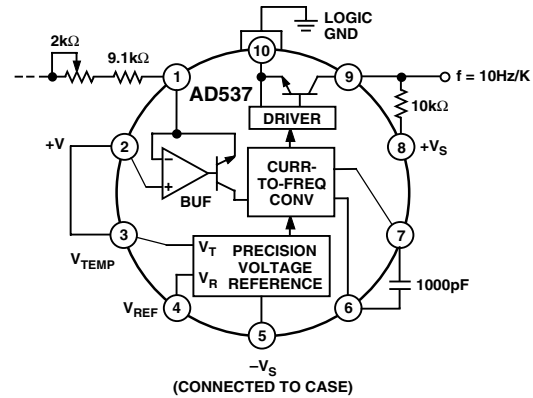 LOGIC
GND
2kΩ
9.1kΩ
10
1
AD537
9
f = 10Hz/K
10kΩ
DRIVER
+V
2
8
+VS
–
+
BUF
CURR-
TO-FREQ
CONV
3
VTEMP
VT
VR
PRECISION
VOLTAGE
REFERENCE
7
1000pF
VREF
4
6
5
–VS
(CONNECTED TO CASE)